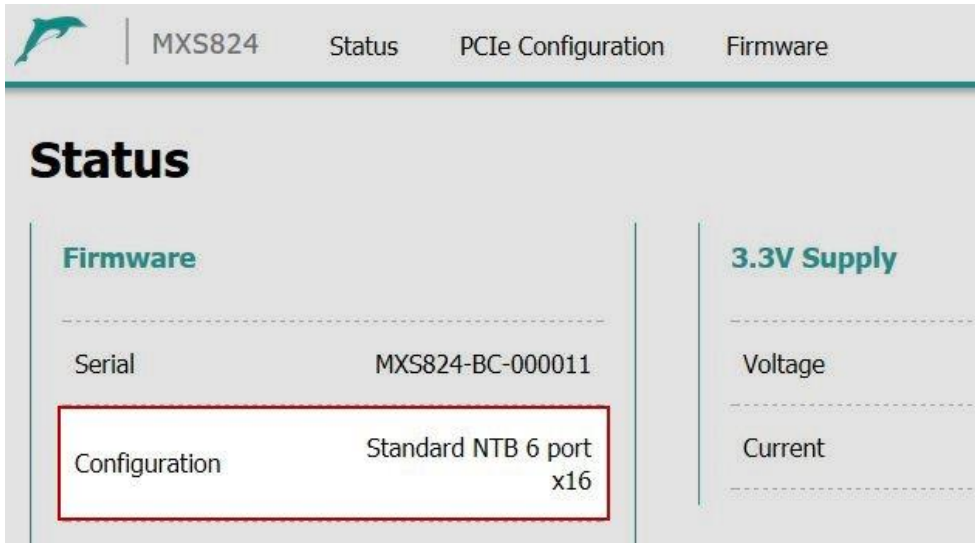 MXS824 Status PCIe Configuration Firmware
Status
Firmware
Serial MXS824-BC-000011
Configuration Standard NTB 6 port
x16
3.3V Supply
Voltage
Current